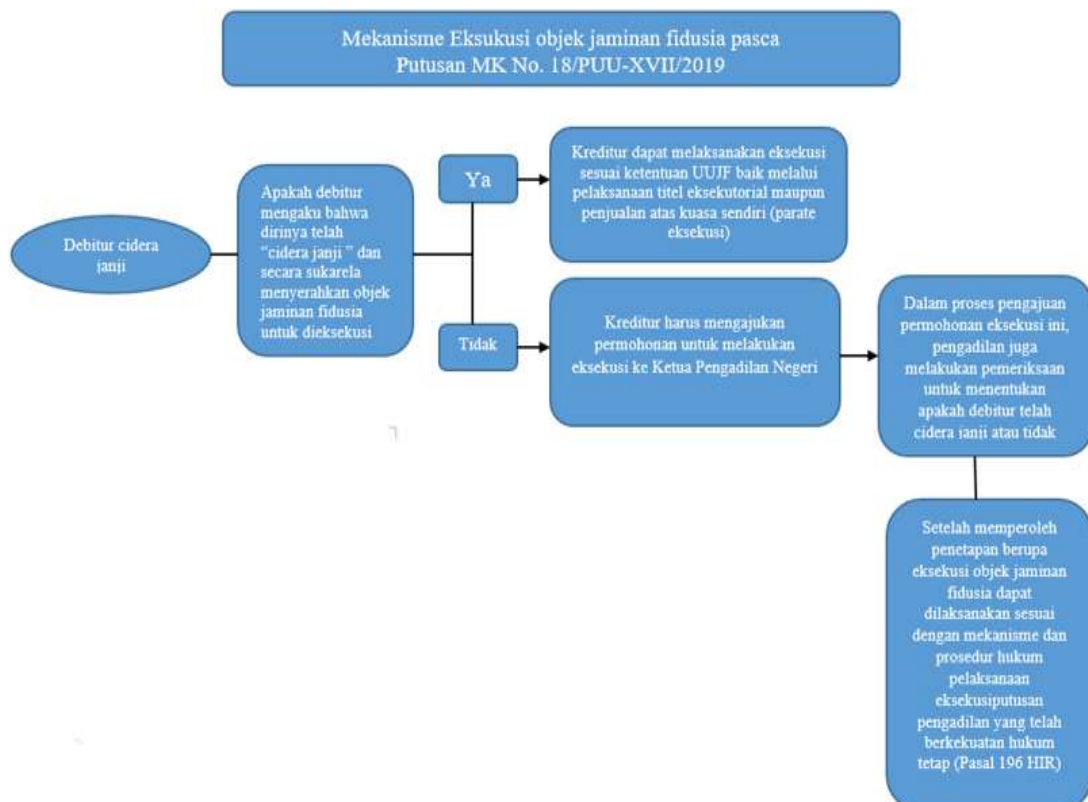 Mekanisme Eksukusi objek jaminan fidusia pasca
Putusan MK No. 18/PUU-XVII/2019
Debitur cidera
janji
Apakah debitur
mengaku bahwa
dirinya telah
“cidera janji ” dan
secara sukarela
menyerahkan objek
jaminan fidusia
untuk dieksekusi
Ya
Kreditur dapat melaksanakan eksekusi
sesuai ketentuan UUJF baik melalui
pelaksanaan titel eksekutorial maupun
penjualan atas kuasa sendiri (parate
eksekusi)
Tidak
Kreditur harus mengajukan
permohonan untuk melakukan
eksekusi ke Ketua Pengadilan Negeri
Dalam proses pengajuan
permohonan eksekusi ini,
pengadilan juga
melakukan pemeriksaan
untuk menentukan
apakah debitur telah
cidera janji atau tidak
Setelah memperoleh
penetapan berupa
eksekusi objek jaminan
fidusia dapat
dilaksanakan sesuai
dengan mekanisme dan
prosedur hukum
pelaksanaan
eksekusiputusan
pengadilan yang telah
berkekuatan hukum
tetap (Pasal 196 HIR)